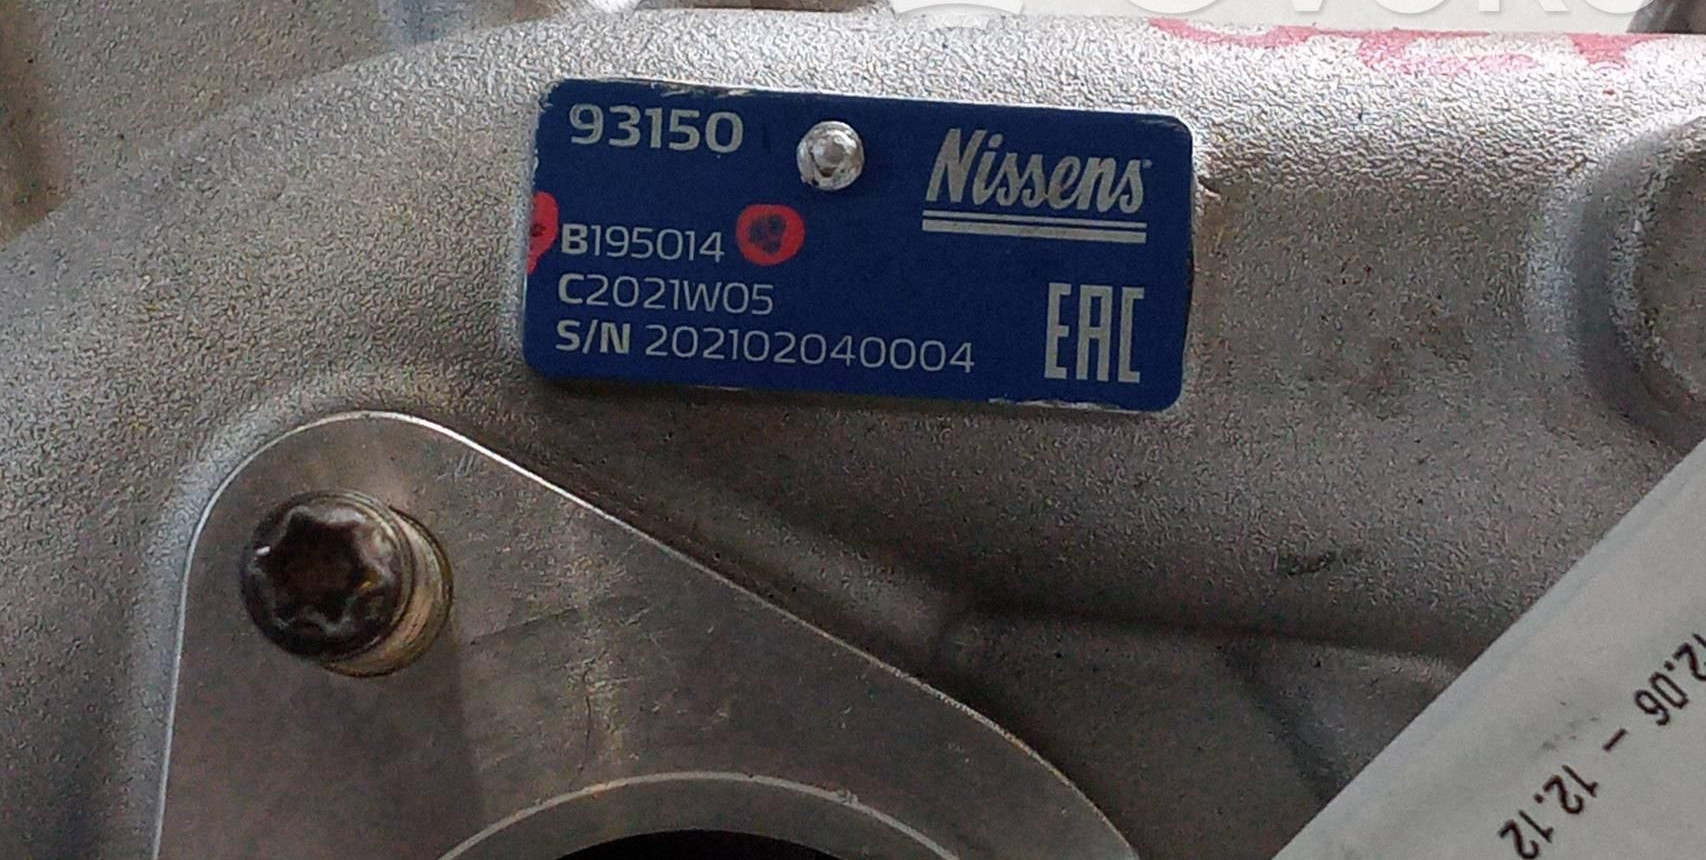 93150
Nissens
B195014
C2021W05
S/N 202102040004
EAC
12.06 - 12.12